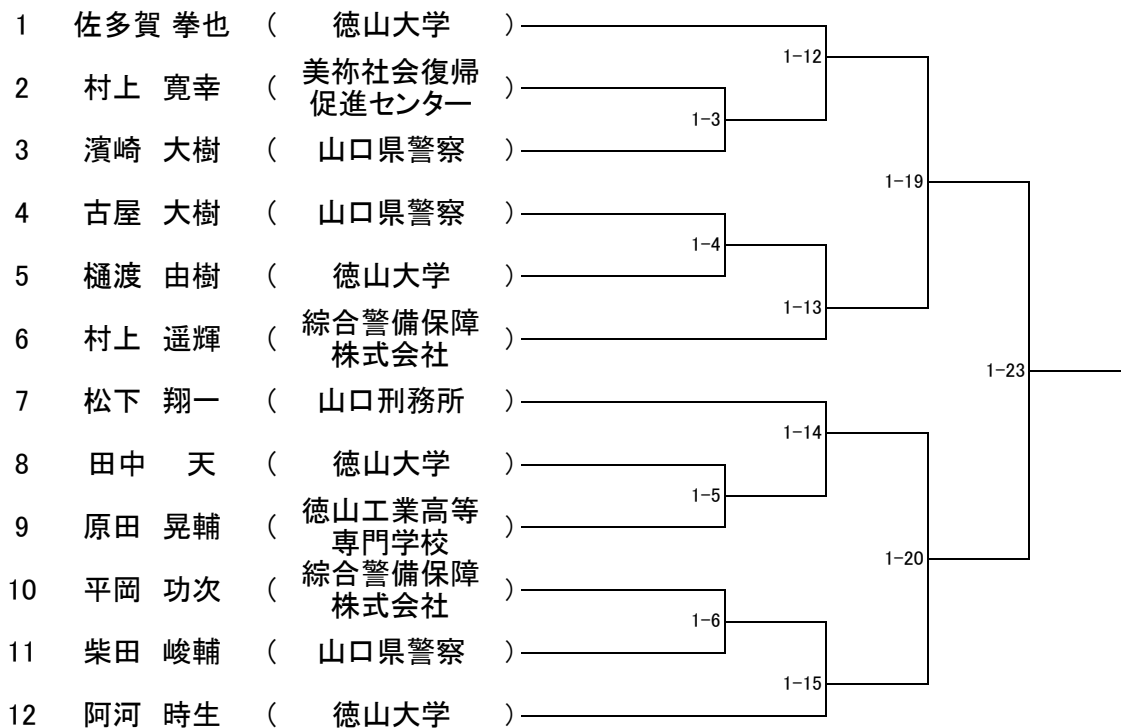 1 佐多賀 拳也 ( 徳山大学 )
1-12
2 村上 寛幸 ( 美祢社会復帰
促進センター )
1-3
3 濱崎 大樹 ( 山口県警察 )
1-19
4 古屋 大樹 ( 山口県警察 )
1-4
5 樋渡 由樹 ( 徳山大学 )
1-13
6 村上 遥輝 ( 綜合警備保障
株式会社 )
1-23
7 松下 翔一 ( 山口刑務所 )
1-14
8 田中 天 ( 徳山大学 )
1-5
9 原田 晃輔 ( 徳山工業高等
専門学校 )
1-20
10 平岡 功次 ( 綜合警備保障
株式会社 )
1-6
11 柴田 峻輔 ( 山口県警察 )
1-15
12 阿河 時生 ( 徳山大学 )